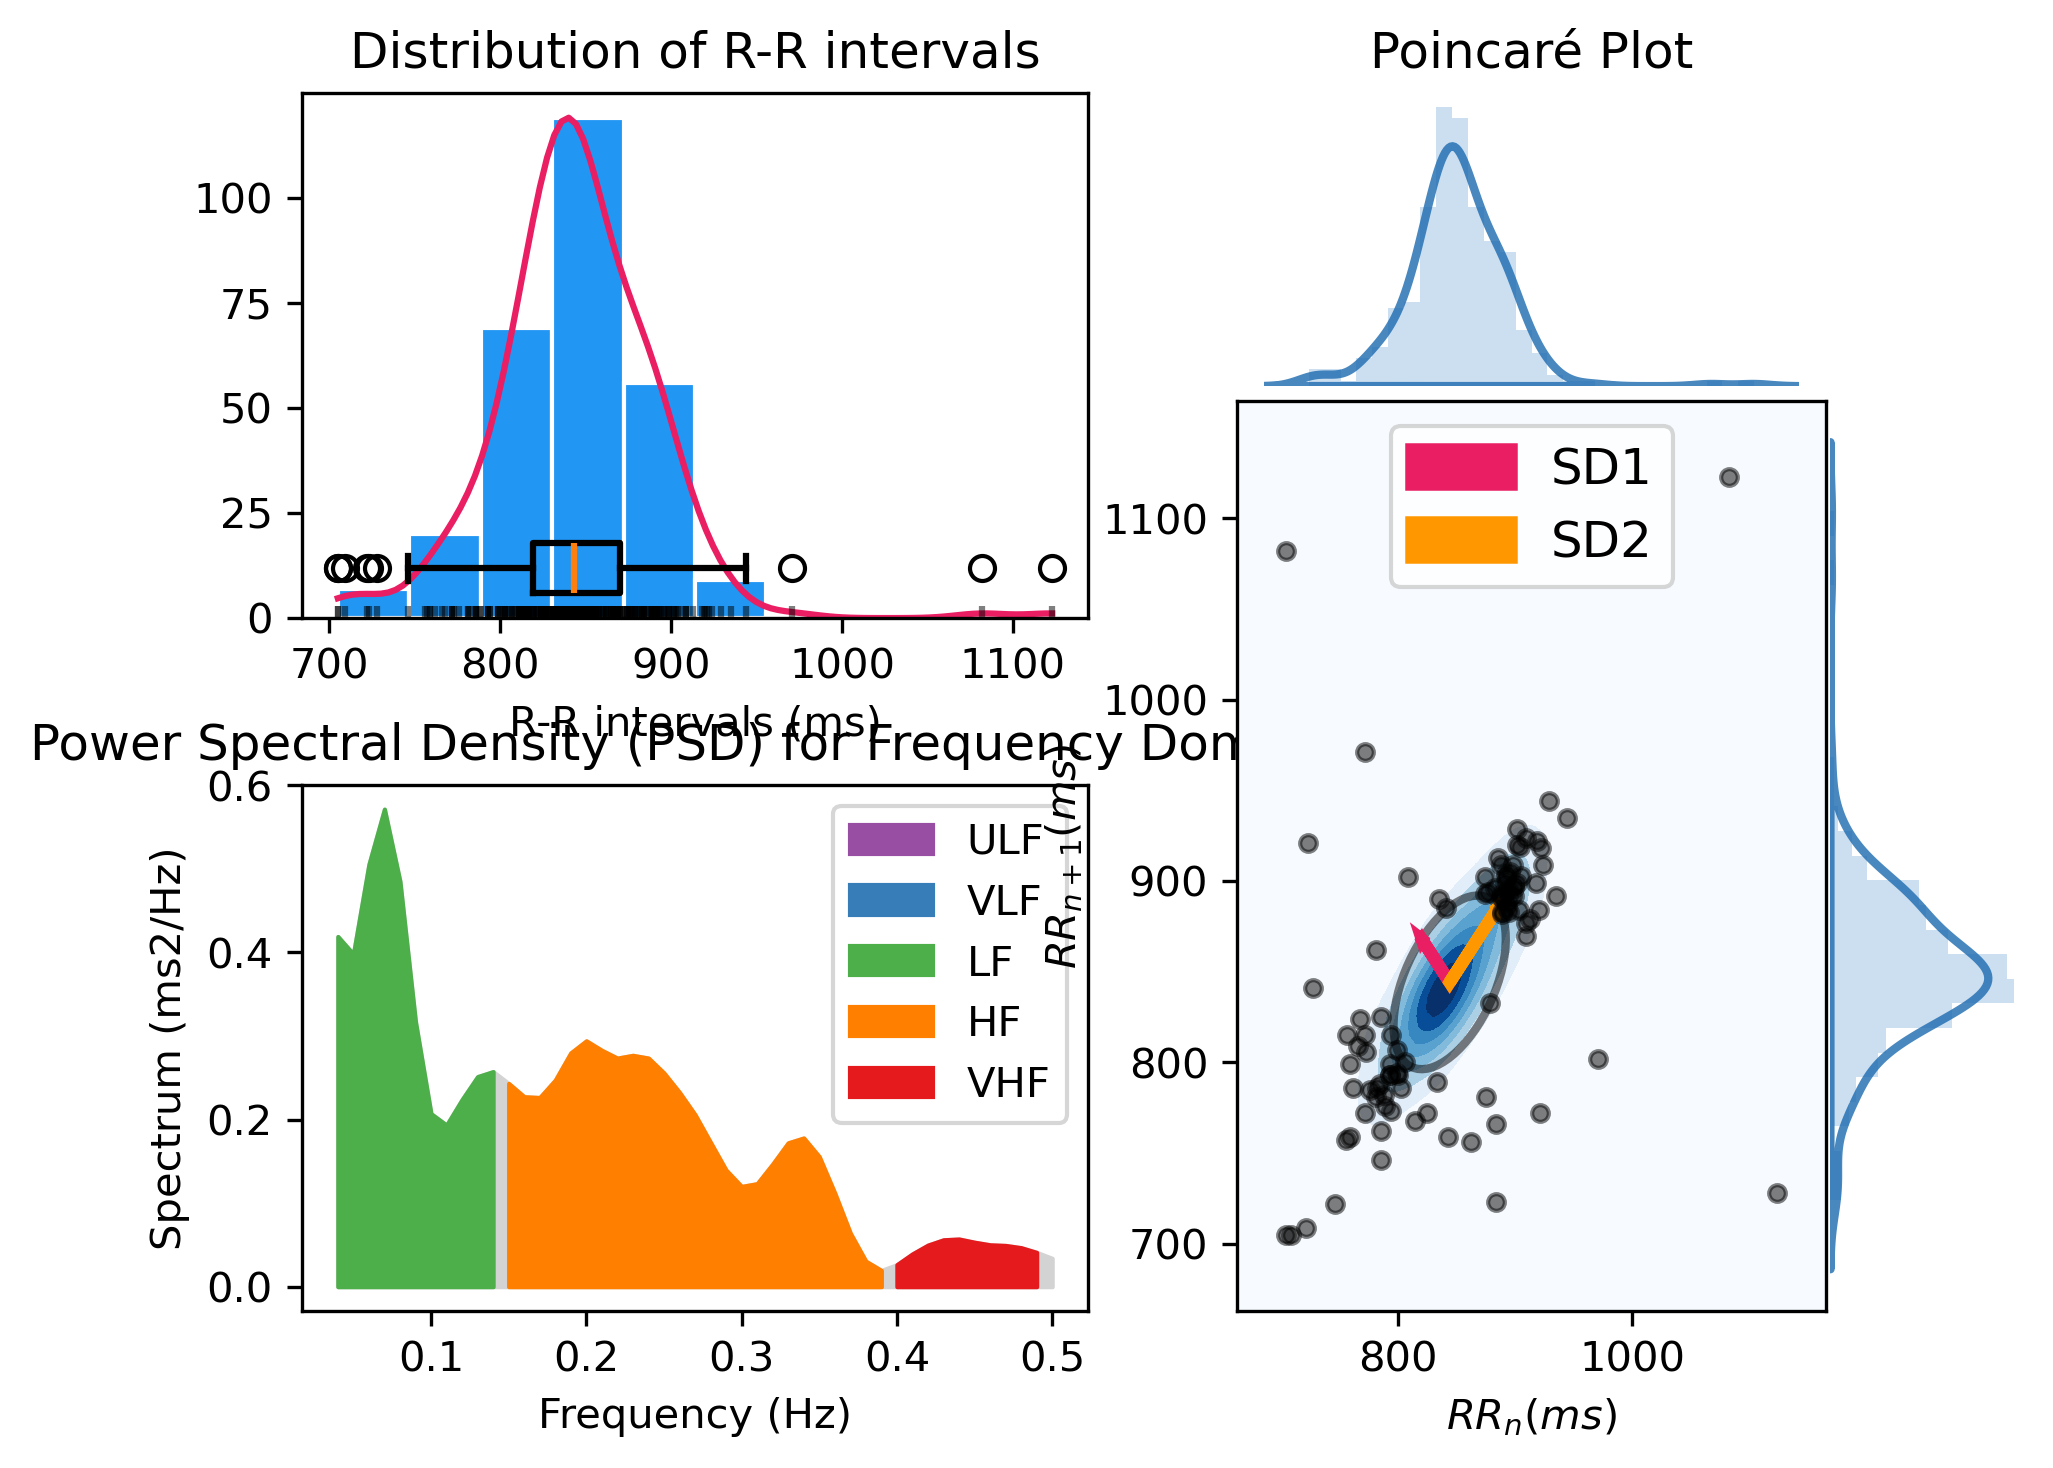 Distribution of R-R intervals
100
75
50
25
0
700 800 900 1000 1100
R-R intervals (ms)
Power Spectral Density (PSD) for Frequency Dom
0.6
0.4
0.2
0.0
Spectrum (ms2/Hz)
ULF
VLF
LF
HF
VHF
0.1 0.2 0.3 0.4 0.5
Frequency (Hz)
Poincaré Plot
SD1
SD2
1100
1000
900
800
700
RRn+1(ms)
800 1000
RRn(ms)